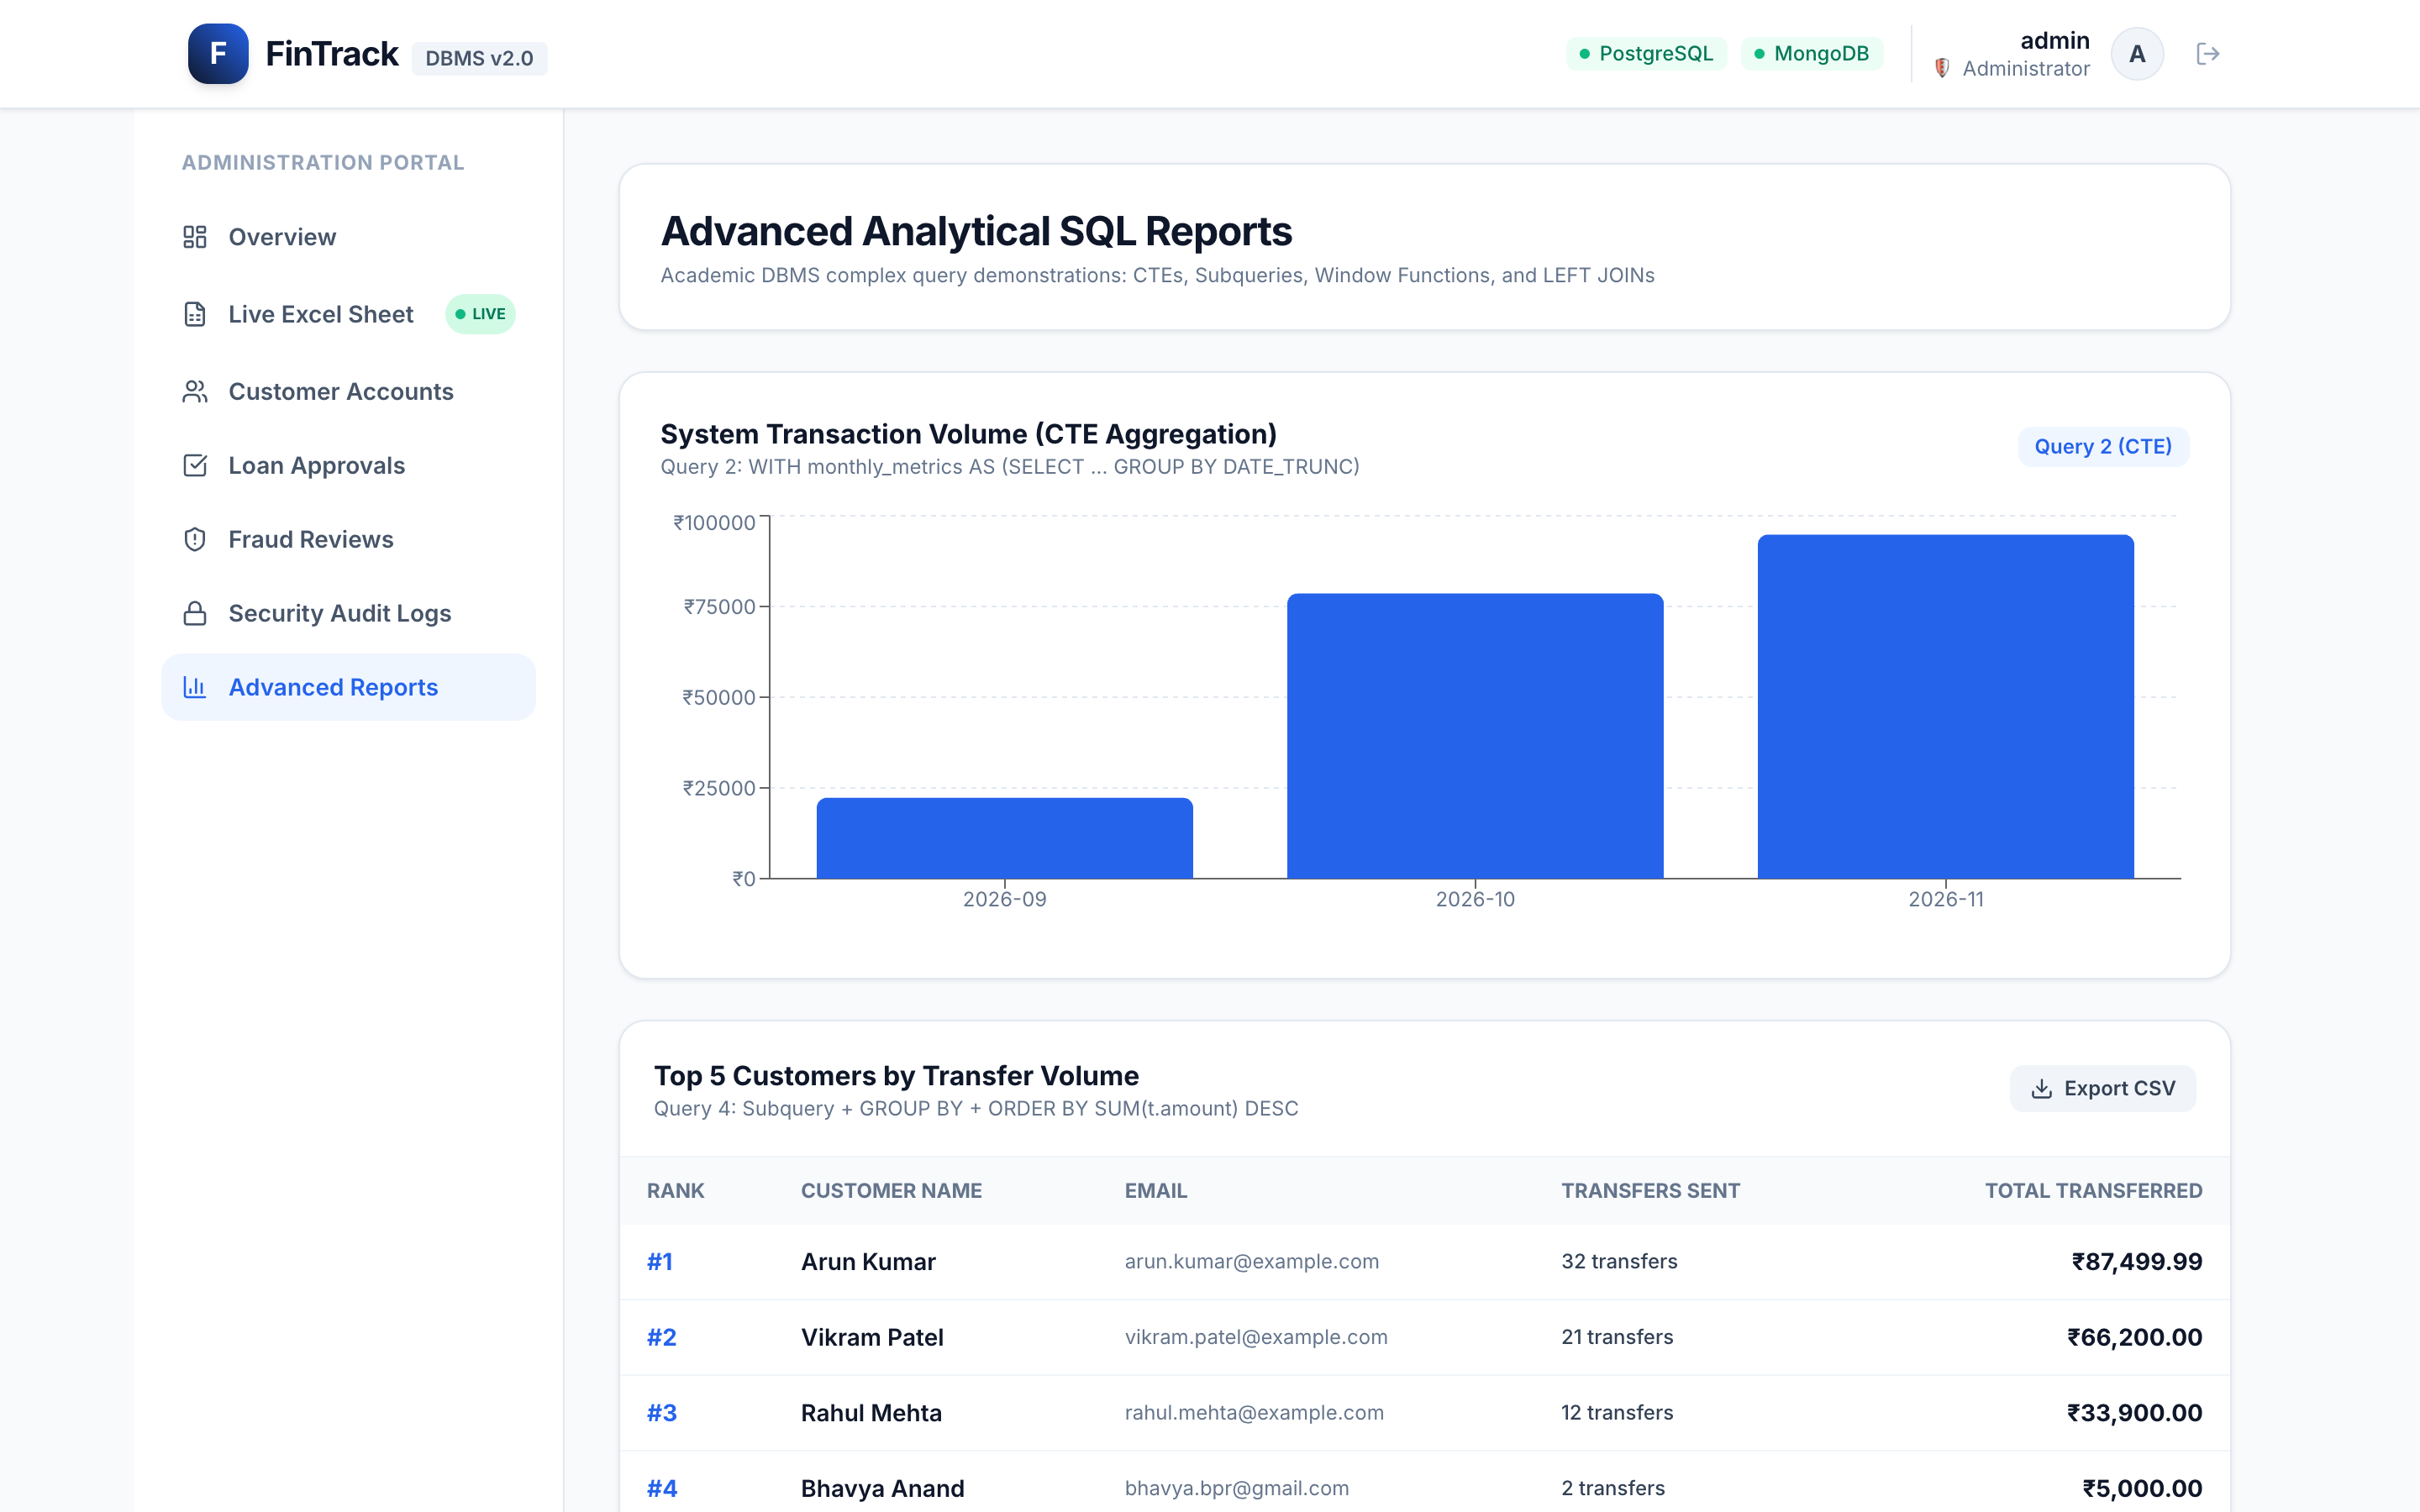 F FinTrack DBMS v2.0
PostgreSQL
MongoDB
admin
Administrator
A
ADMINISTRATION PORTAL
Overview
Live Excel Sheet LIVE
Customer Accounts
Loan Approvals
Fraud Reviews
Security Audit Logs
Advanced Reports
Advanced Analytical SQL Reports
Academic DBMS complex query demonstrations: CTEs, Subqueries, Window Functions, and LEFT JOINs
System Transaction Volume (CTE Aggregation)
Query 2: WITH monthly_metrics AS (SELECT ... GROUP BY DATE_TRUNC)
Query 2 (CTE)
₹100000
₹75000
₹50000
₹25000
₹0
2026-09 2026-10 2026-11
Top 5 Customers by Transfer Volume
Query 4: Subquery + GROUP BY + ORDER BY SUM(t.amount) DESC
Export CSV
RANK CUSTOMER NAME EMAIL TRANSFERS SENT TOTAL TRANSFERRED
#1 Arun Kumar arun.kumar@example.com 32 transfers ₹87,499.99
#2 Vikram Patel vikram.patel@example.com 21 transfers ₹66,200.00
#3 Rahul Mehta rahul.mehta@example.com 12 transfers ₹33,900.00
#4 Bhavya Anand bhavya.bpr@gmail.com 2 transfers ₹5,000.00